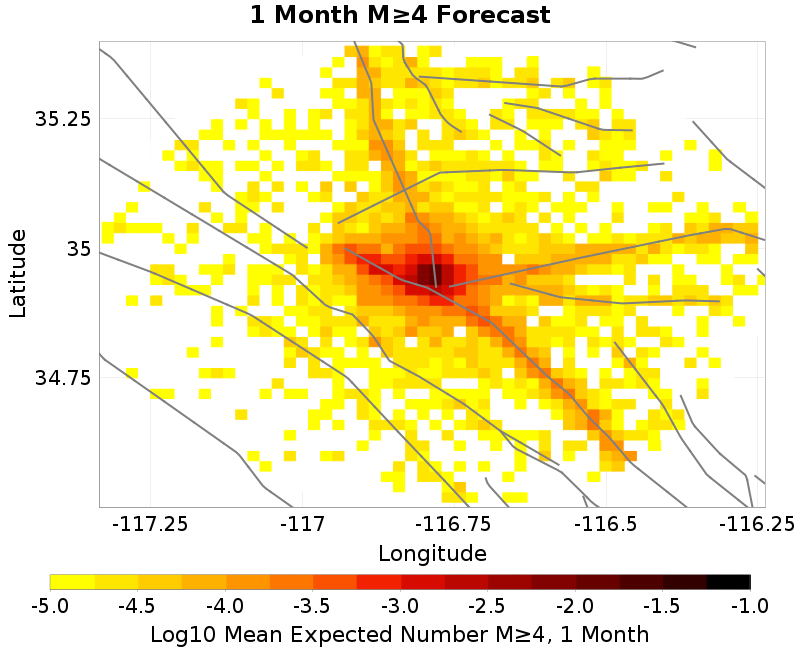 1 Month M≥4 Forecast
35.25
35
34.75
Latitude
-117.25 -117 -116.75 -116.5 -116.25
Longitude
-5.0 -4.5 -4.0 -3.5 -3.0 -2.5 -2.0 -1.5 -1.0
Log10 Mean Expected Number M≥4, 1 Month